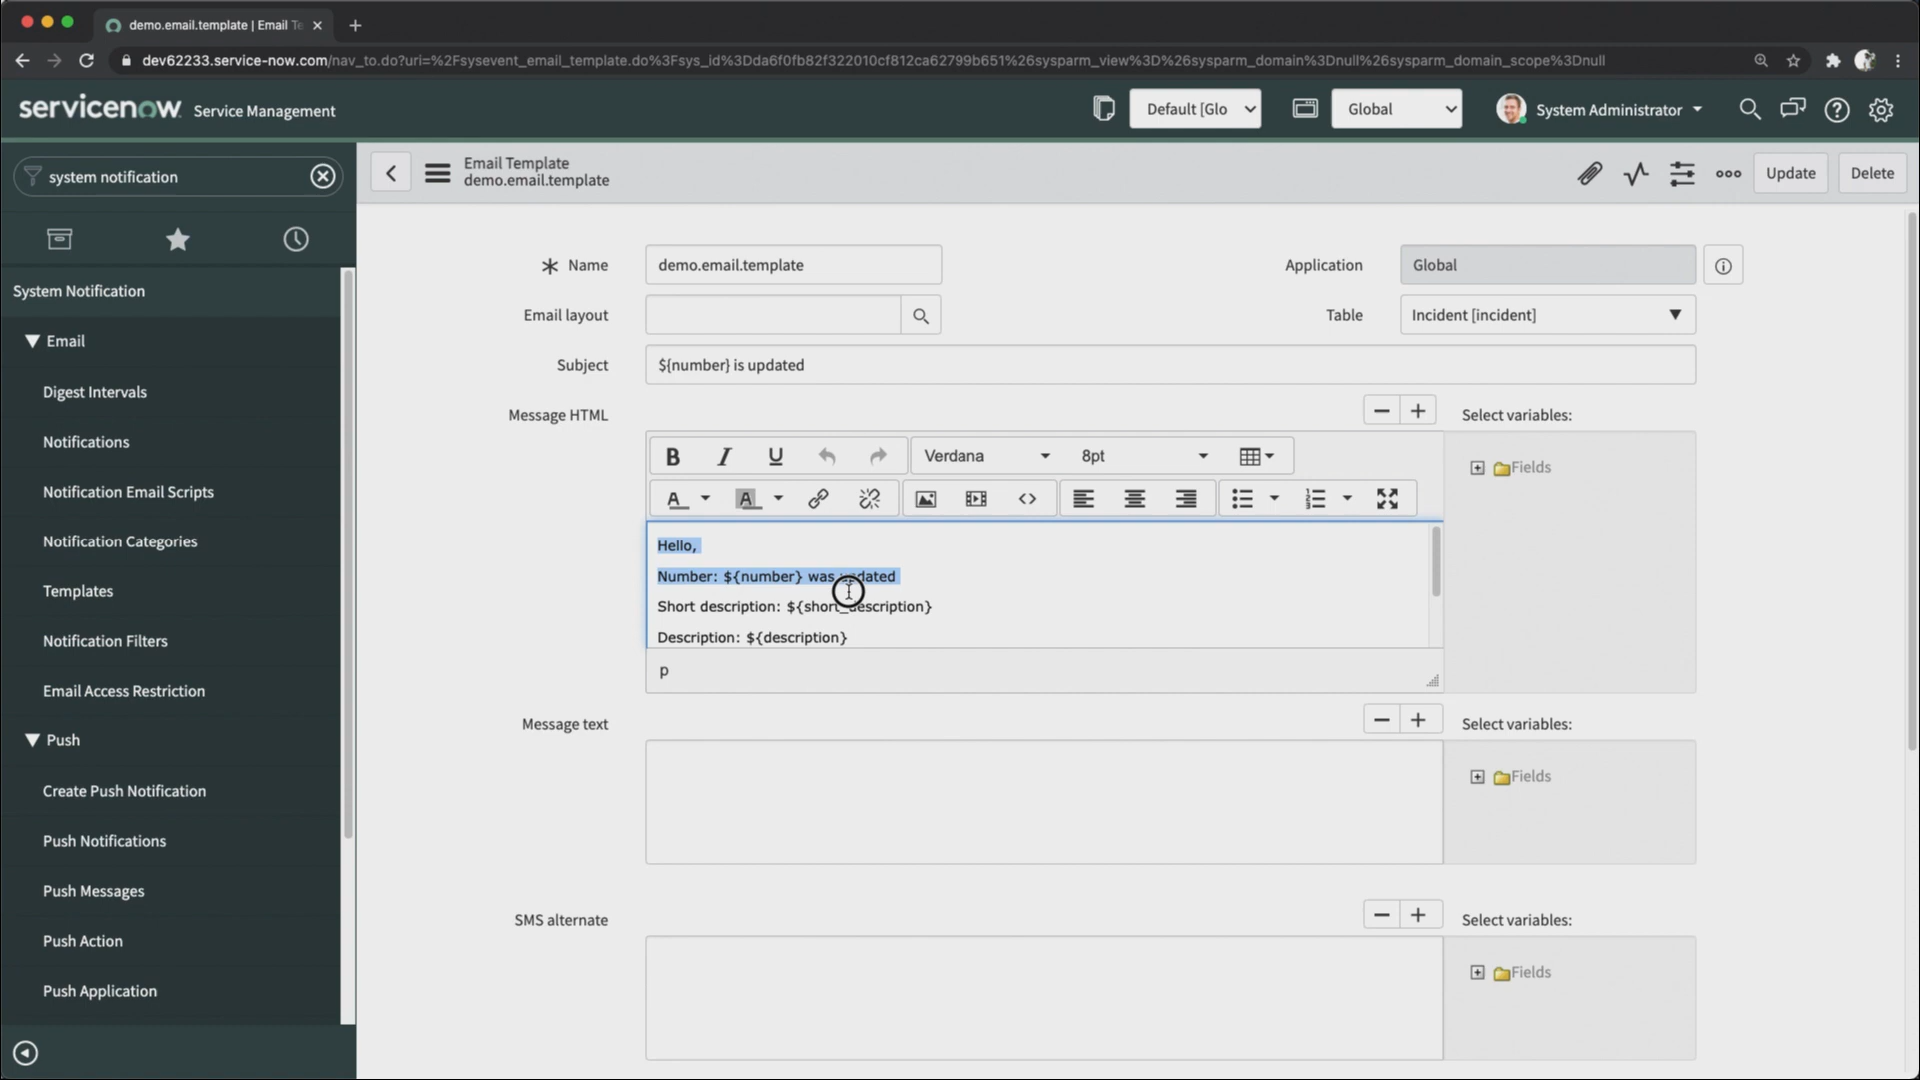 demo.email.template | Email Te
dev62233.service-now.com/nav_to.do?uri=%2Fsysevent_email_template.do%3Fsys_id%3Dda6f0fb82f322010cf812ca62799b651%26sysparm_view%3D%26sysparm_domain%3Dnull%26sysparm_domain_scope%3Dnull
servicenow Service Management
Default [Glo
Global
System Administrator
system notification
Email Template
demo.email.template
Update
Delete
System Notification
Email
Digest Intervals
Notifications
Notification Email Scripts
Notification Categories
Templates
Notification Filters
Email Access Restriction
Push
Create Push Notification
Push Notifications
Push Messages
Push Action
Push Application
Name
demo.email.template
Application
Global
Email layout
Table
Incident [incident]
Subject
${number} is updated
Message HTML
Select variables:
B I U
Verdana
8pt
Fields
A
A
Hello,
Number: ${number} was updated
Short description: ${short_description}
Description: ${description}
p
Message text
Select variables:
Fields
SMS alternate
Select variables:
Fields